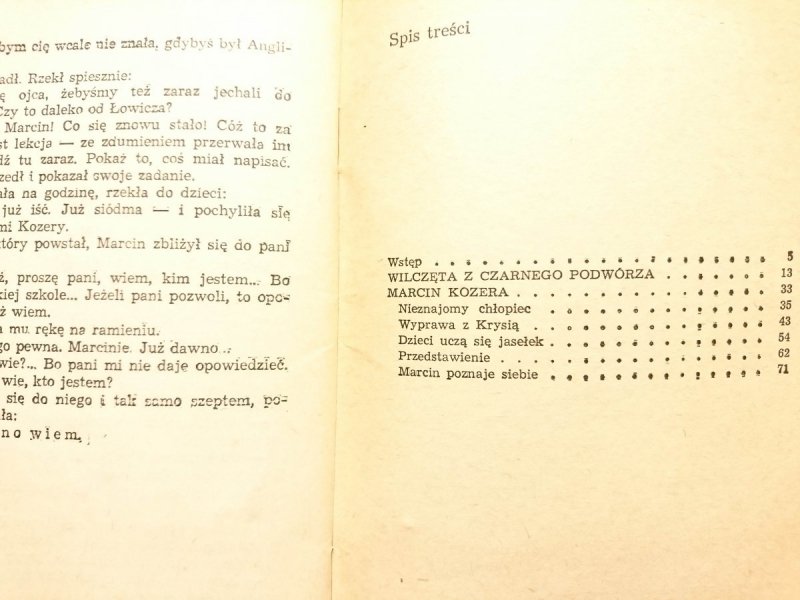 bym cię wcale nie znała, gdybyś był Angli-
adł. Rzekł spiesznie:
ę ojca, żebyśmy też zaraz jechali do
Czy to daleko od Łowicza?
Marcin! Co się znowu stało! Cóż to za
st lekcja — ze zdumieniem przerwała im
dź tu zaraz. Pokaż to, coś miał napisać.
zedł i pokazał swoje zadanie.
ała na godzinę, rzekła do dzieci:
już iść. Już siódma — i pochyliła się
mi Kozery.
tóry powstał, Marcin zbliżył się do pani
ź, proszę pani, wiem, kim jestem... Bo
kiej szkole... Jeżeli pani pozwoli, to opo-
ż wiem.
a mu rękę na ramieniu.
go pewna. Marcinie. Już dawno...
wie?... Bo pani mi nie daje opowiedzieć.
wie, kto jestem?
się do niego i tak samo szeptem, po-
ła:
no wiem.
Spis treści
Wstęp . . . . . . . . . . . . . . . . . . . 5
WILCZĘTA Z CZARNEGO PODWÓRZA . . . . . . 13
MARCIN KOZERA . . . . . . . . . . . . . . 33
Nieznajomy chłopiec . . . . . . . . . . . . 35
Wyprawa z Krysią . . . . . . . . . . . . . 43
Dzieci uczą się jasełek . . . . . . . . . . . . 54
Przedstawienie . . . . . . . . . . . . . . . 62
Marcin poznaje siebie . . . . . . . . . . . . 71